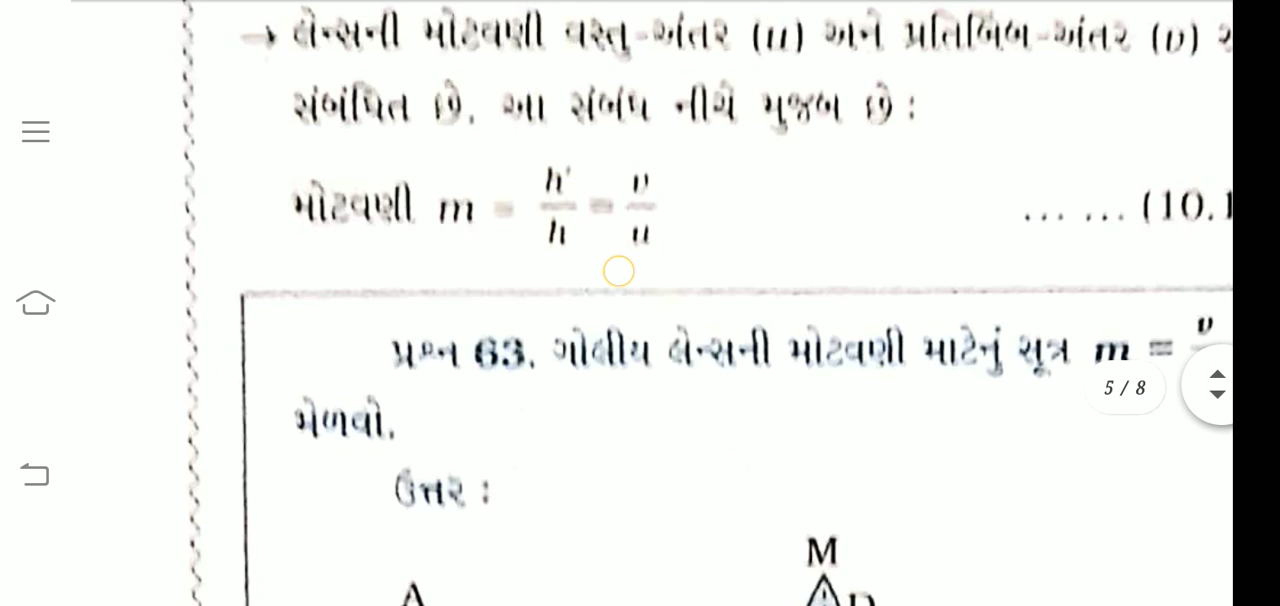 → લેન્સની મોટવણી વસ્તુ-અંતર (u) અને પ્રતિબિંબ-અંતર (v)
સંબંધિત છે. આ સંબંધ નીચે મુજબ છે :
મોટવણી m = h'/h = v/u ... ... (10.1
પ્રશ્ન 63. ગોલીય લેન્સની મોટવણી માટેનું સૂત્ર m = v
5 / 8
મેળવો.
ઉત્તર :
M
A
D